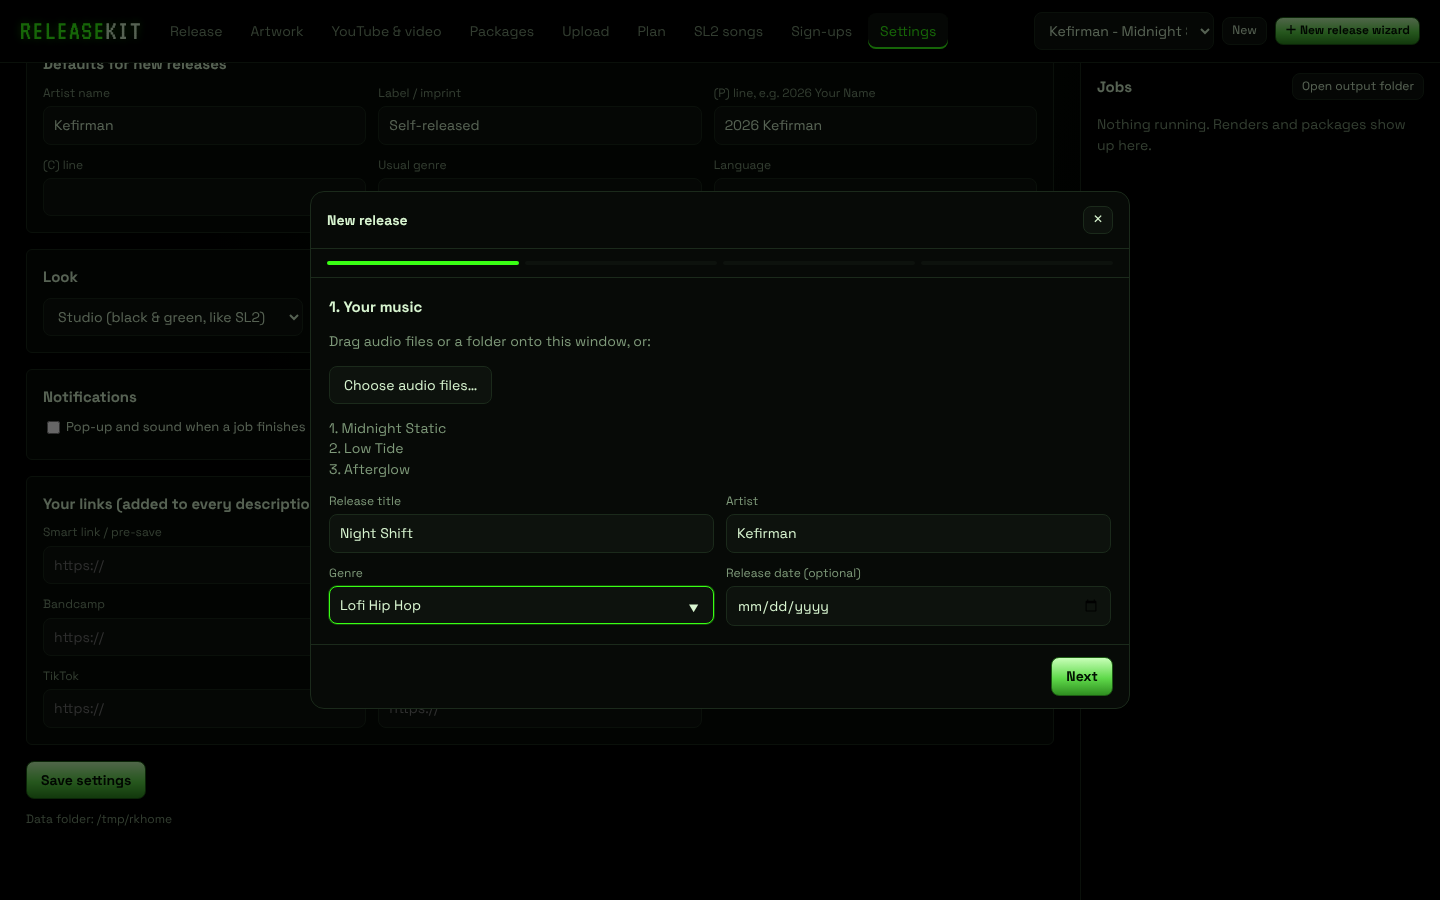 RELEASEKIT
Release
Artwork
YouTube & video
Packages
Upload
Plan
SL2 songs
Sign-ups
Settings
Kefirman - Midnight
New
+ New release wizard
Defaults for new releases
Artist name
Label / imprint
(P) line, e.g. 2026 Your Name
Kefirman
Self-released
2026 Kefirman
(C) line
Usual genre
Language
Look
Studio (black & green, like SL2)
Notifications
Pop-up and sound when a job finishes
Your links (added to every descriptio
Smart link / pre-save
https://
Bandcamp
https://
TikTok
https://
https://
Save settings
Data folder: /tmp/rkhome
Jobs
Open output folder
Nothing running. Renders and packages show
up here.
New release
×
1. Your music
Drag audio files or a folder onto this window, or:
Choose audio files...
1. Midnight Static
2. Low Tide
3. Afterglow
Release title
Artist
Night Shift
Kefirman
Genre
Release date (optional)
Lofi Hip Hop
mm/dd/yyyy
Next